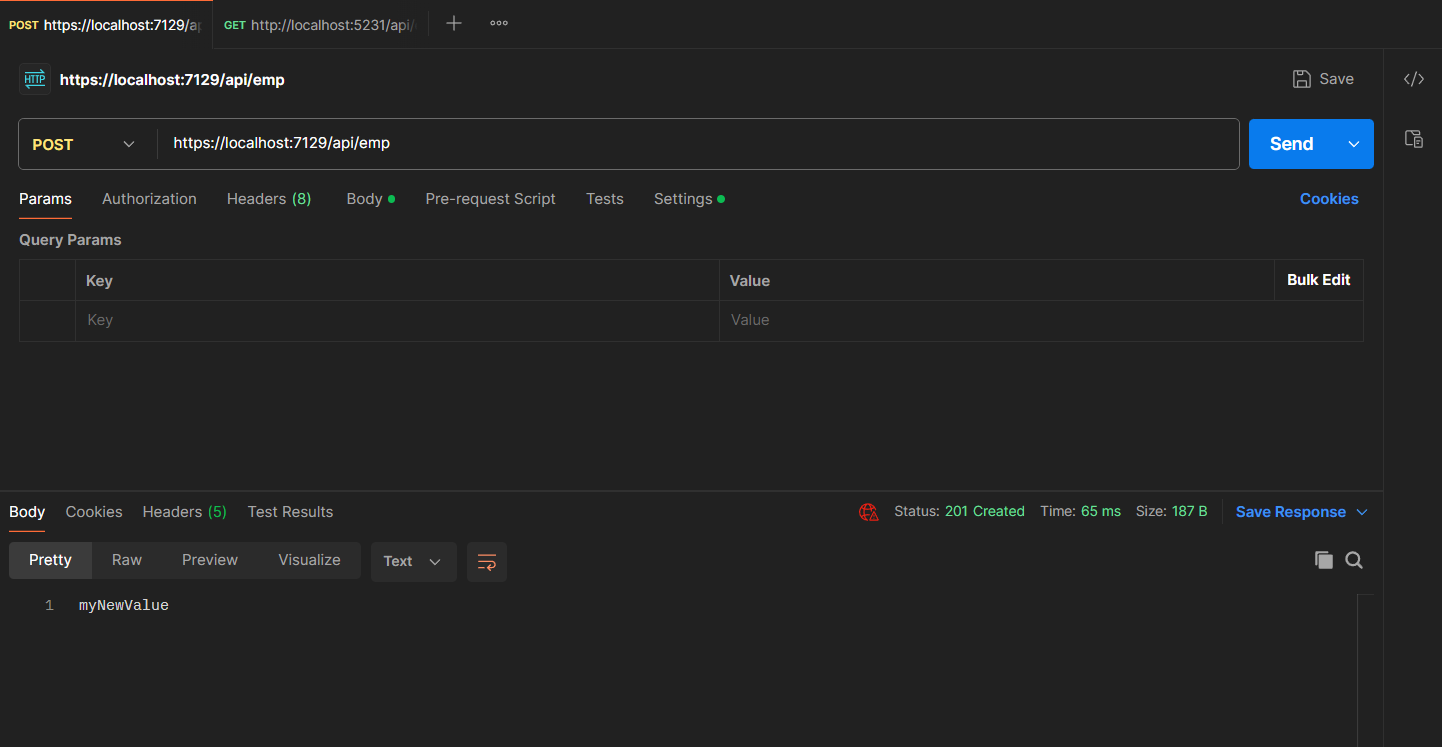 POST https://localhost:7129/ap GET http://localhost:5231/api/
HTTP https://localhost:7129/api/emp Save </>
POST https://localhost:7129/api/emp Send
Params Authorization Headers (8) Body Pre-request Script Tests Settings Cookies
Query Params
Key Value Bulk Edit
Key Value
Body Cookies Headers (5) Test Results Status: 201 Created Time: 65 ms Size: 187 B Save Response
Pretty Raw Preview Visualize Text
1 myNewValue